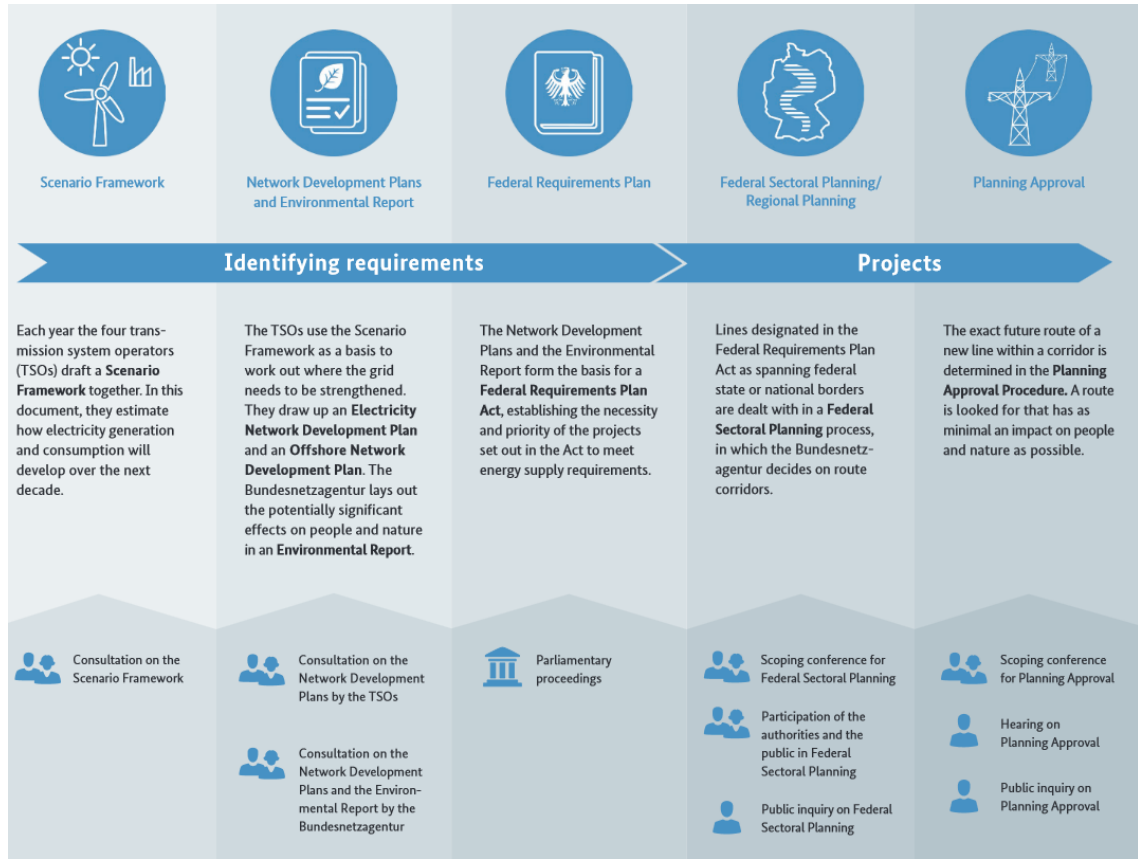 Scenario Framework
Network Development Plans
and Environmental Report
Federal Requirements Plan
Federal Sectoral Planning/
Regional Planning
Planning Approval
Identifying requirements
Projects
Each year the four trans-
mission system operators
(TSOs) draft a Scenario
Framework together. In this
document, they estimate
how electricity generation
and consumption will
develop over the next
decade.
The TSOs use the Scenario
Framework as a basis to
work out where the grid
needs to be strengthened.
They draw up an Electricity
Network Development Plan
and an Offshore Network
Development Plan. The
Bundesnetzagentur lays out
the potentially significant
effects on people and nature
in an Environmental Report.
The Network Development
Plans and the Environmental
Report form the basis for a
Federal Requirements Plan
Act, establishing the necessity
and priority of the projects
set out in the Act to meet
energy supply requirements.
Lines designated in the
Federal Requirements Plan
Act as spanning federal
state or national borders
are dealt with in a Federal
Sectoral Planning process,
in which the Bundesnetz-
agentur decides on route
corridors.
The exact future route of a
new line within a corridor is
determined in the Planning
Approval Procedure. A route
is looked for that has as
minimal an impact on people
and nature as possible.
Consultation on the
Scenario Framework
Consultation on the
Network Development
Plans by the TSOs
Consultation on the
Network Development
Plans and the Environ-
mental Report by the
Bundesnetzagentur
Parliamentary
proceedings
Scoping conference for
Federal Sectoral Planning
Participation of the
authorities and the
public in Federal
Sectoral Planning
Public inquiry on Federal
Sectoral Planning
Scoping conference
for Planning Approval
Hearing on
Planning Approval
Public inquiry on
Planning Approval